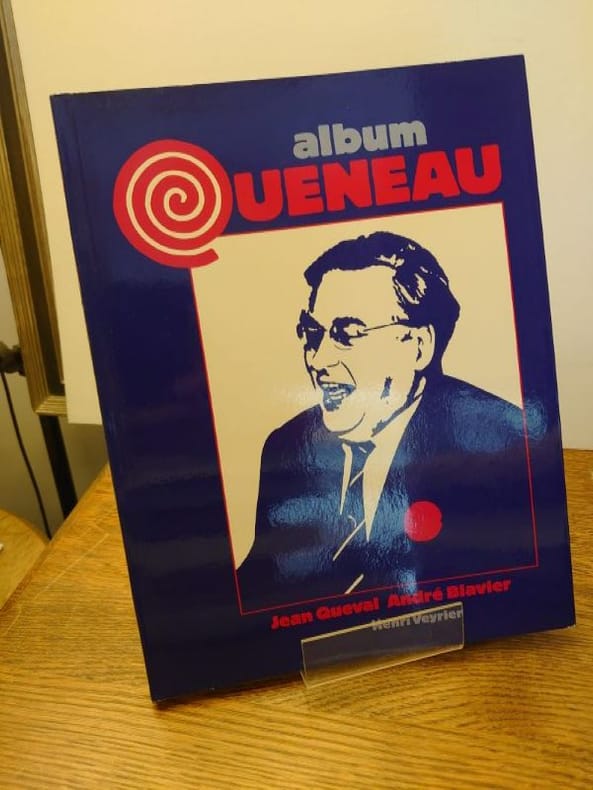 album
QUENEAU
Jean Queval André Blavier
Henri Veyrier